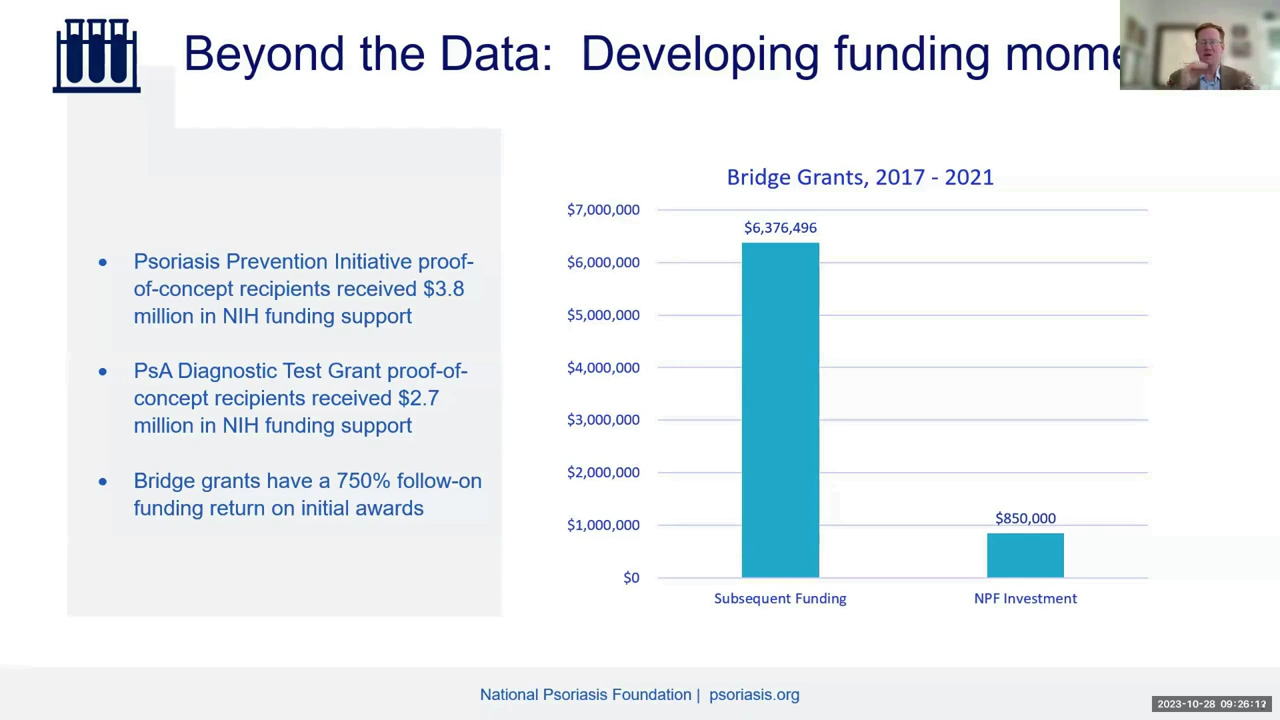 Beyond the Data: Developing funding mome
Psoriasis Prevention Initiative proof-
of-concept recipients received $3.8
million in NIH funding support
PsA Diagnostic Test Grant proof-of-
concept recipients received $2.7
million in NIH funding support
Bridge grants have a 750% follow-on
funding return on initial awards
Bridge Grants, 2017 - 2021
$7,000,000
$6,376,496
$6,000,000
$5,000,000
$4,000,000
$3,000,000
$2,000,000
$1,000,000
$850,000
$0
Subsequent Funding
NPF Investment
National Psoriasis Foundation | psoriasis.org
2023-10-28 09:26:12